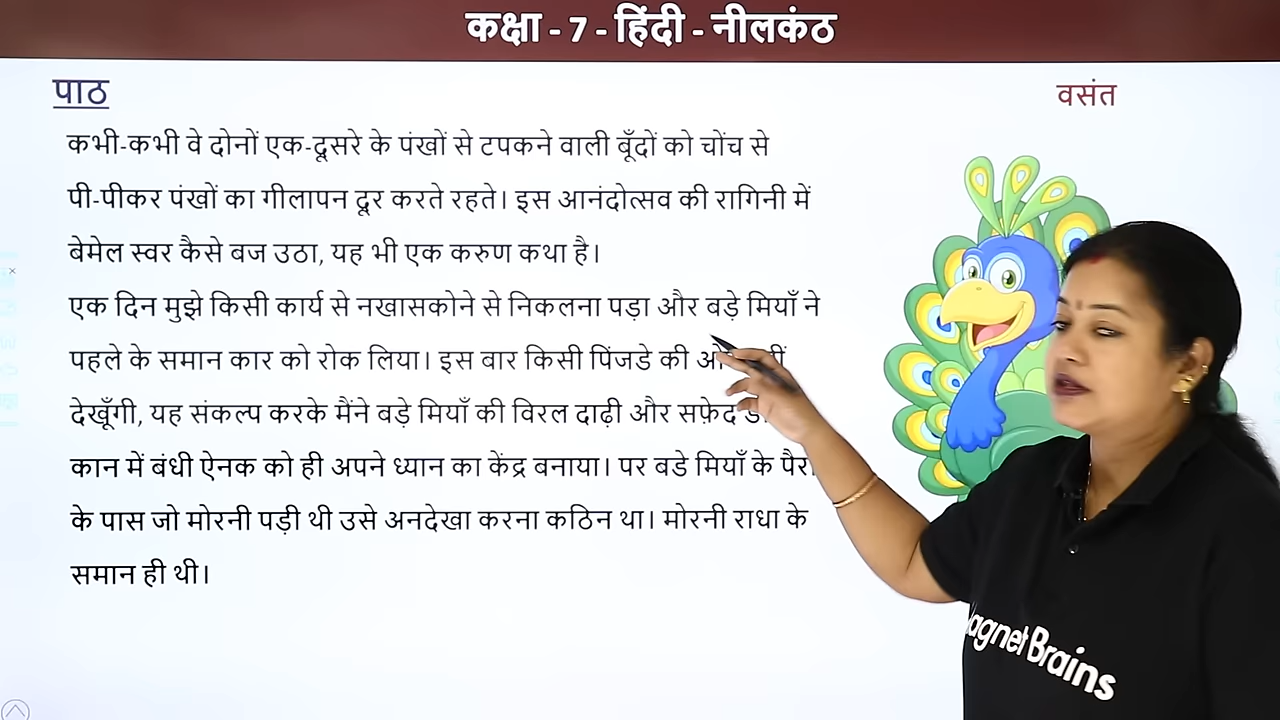 कक्षा - 7 - हिंदी - नीलकंठ
पाठ
वसंत
कभी-कभी वे दोनों एक-दूसरे के पंखों से टपकने वाली बूँदों को चोंच से
पी-पीकर पंखों का गीलापन दूर करते रहते। इस आनंदोत्सव की रागिनी में
बेमेल स्वर कैसे बज उठा, यह भी एक करुण कथा है।
एक दिन मुझे किसी कार्य से नखासकोने से निकलना पड़ा और बड़े मियाँ ने
पहले के समान कार को रोक लिया। इस बार किसी पिंजडे की
देखूँगी, यह संकल्प करके मैंने बड़े मियाँ की विरल दाढ़ी और सफ़ेद
कान में बंधी ऐनक को ही अपने ध्यान का केंद्र बनाया। पर बडे मियाँ के
के पास जो मोरनी पड़ी थी उसे अनदेखा करना कठिन था। मोरनी राधा के
समान ही थी।
agnet Brains